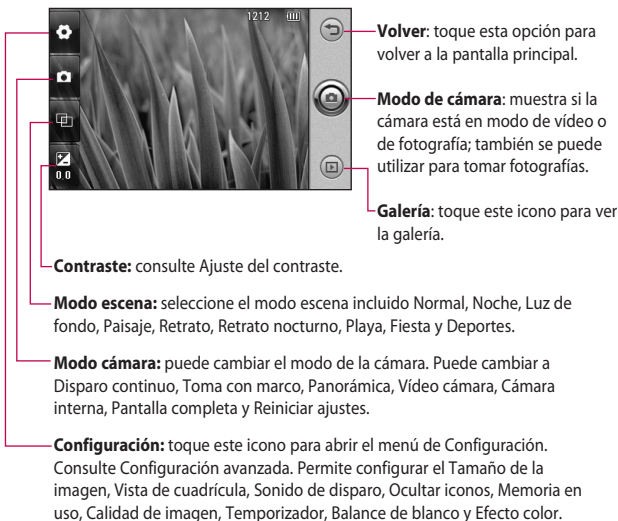 1212
0.0
Volver: toque esta opción para
volver a la pantalla principal.
Modo de cámara: muestra si la
cámara está en modo de vídeo o
de fotografía; también se puede
utilizar para tomar fotografías.
Galería: toque este icono para ver
la galería.
Contraste: consulte Ajuste del contraste.
Modo escena: seleccione el modo escena incluido Normal, Noche, Luz de
fondo, Paisaje, Retrato, Retrato nocturno, Playa, Fiesta y Deportes.
Modo cámara: puede cambiar el modo de la cámara. Puede cambiar a
Disparo continuo, Toma con marco, Panorámica, Vídeo cámara, Cámara
interna, Pantalla completa y Reiniciar ajustes.
Configuración: toque este icono para abrir el menú de Configuración.
Consulte Configuración avanzada. Permite configurar el Tamaño de la
imagen, Vista de cuadrícula, Sonido de disparo, Ocultar iconos, Memoria en
uso, Calidad de imagen, Temporizador, Balance de blanco y Efecto color.